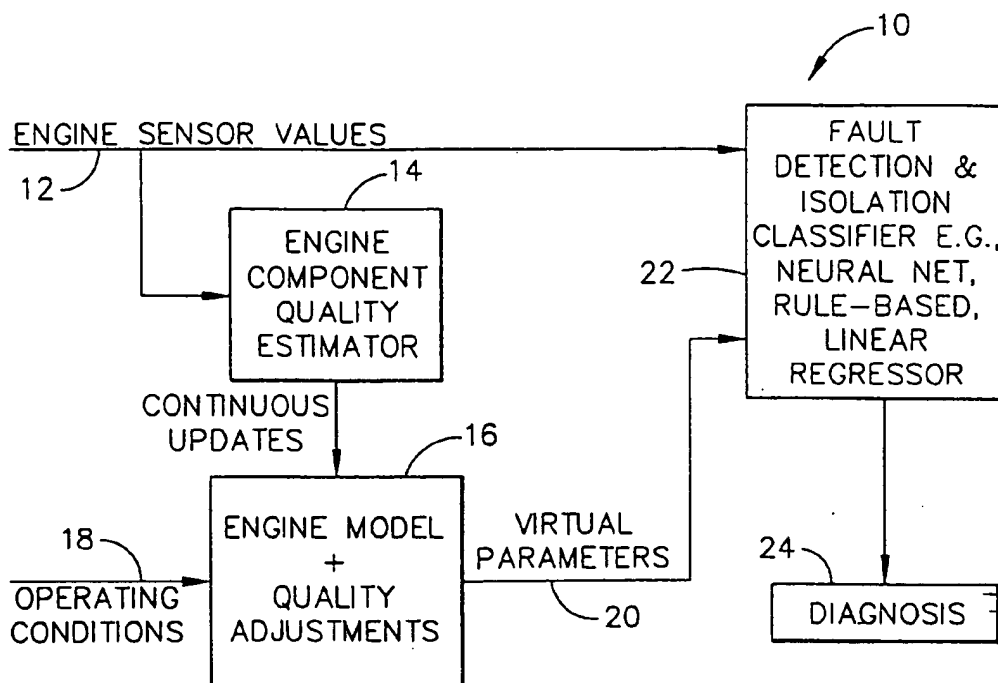 10
ENGINE SENSOR VALUES
12
14
ENGINE
COMPONENT
QUALITY
ESTIMATOR
FAULT
DETECTION &
ISOLATION
CLASSIFIER E.G.,
NEURAL NET,
RULE-BASED,
LINEAR
REGRESSOR
22
CONTINUOUS
UPDATES
16
ENGINE MODEL
+
QUALITY
ADJUSTMENTS
18
OPERATING
CONDITIONS
VIRTUAL
PARAMETERS
20
24
DIAGNOSIS